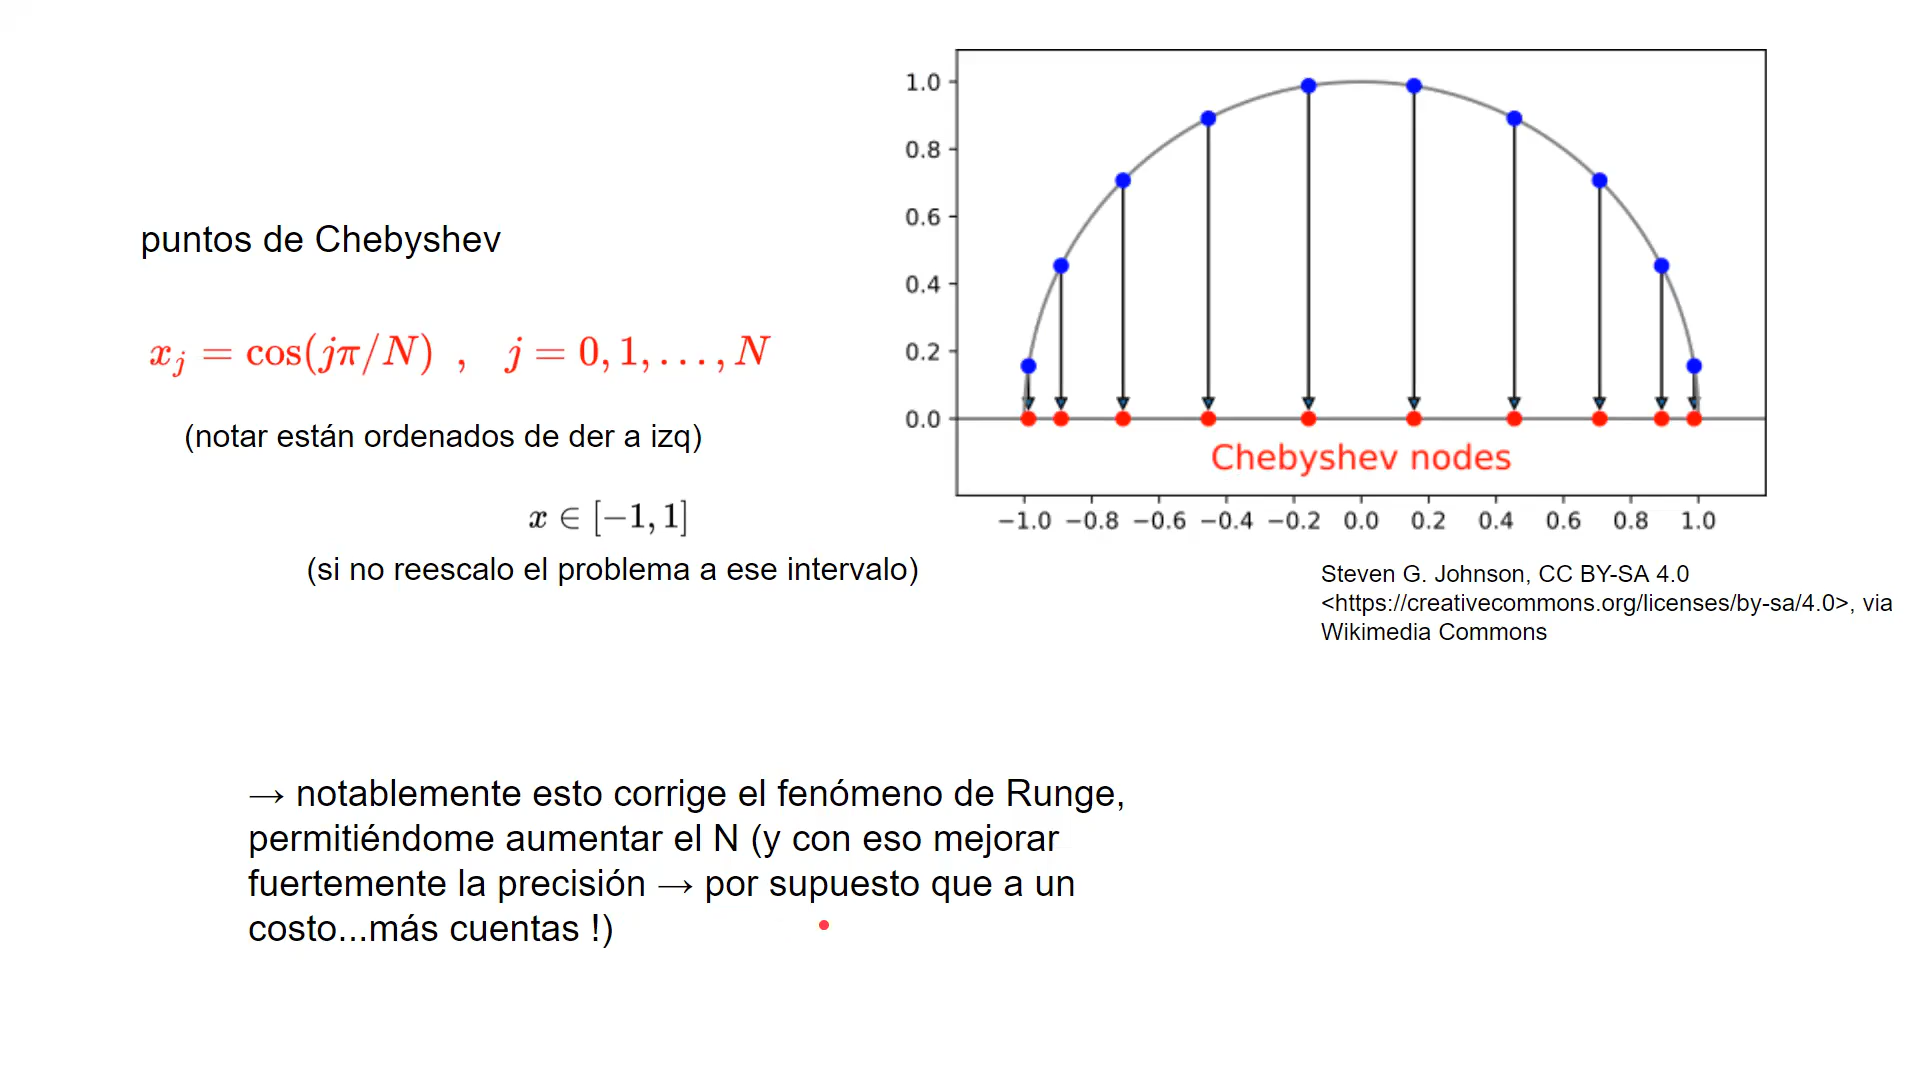 puntos de Chebyshev
x_j = cos(jπ/N) , j = 0, 1, . . . , N
(notar están ordenados de der a izq)
x ∈ [−1, 1]
(si no reescalo el problema a ese intervalo)
1.0
0.8
0.6
0.4
0.2
0.0
Chebyshev nodes
−1.0 −0.8 −0.6 −0.4 −0.2 0.0 0.2 0.4 0.6 0.8 1.0
Steven G. Johnson, CC BY-SA 4.0
<https://creativecommons.org/licenses/by-sa/4.0>, via
Wikimedia Commons
→ notablemente esto corrige el fenómeno de Runge,
permitiéndome aumentar el N (y con eso mejorar
fuertemente la precisión → por supuesto que a un
costo...más cuentas !)